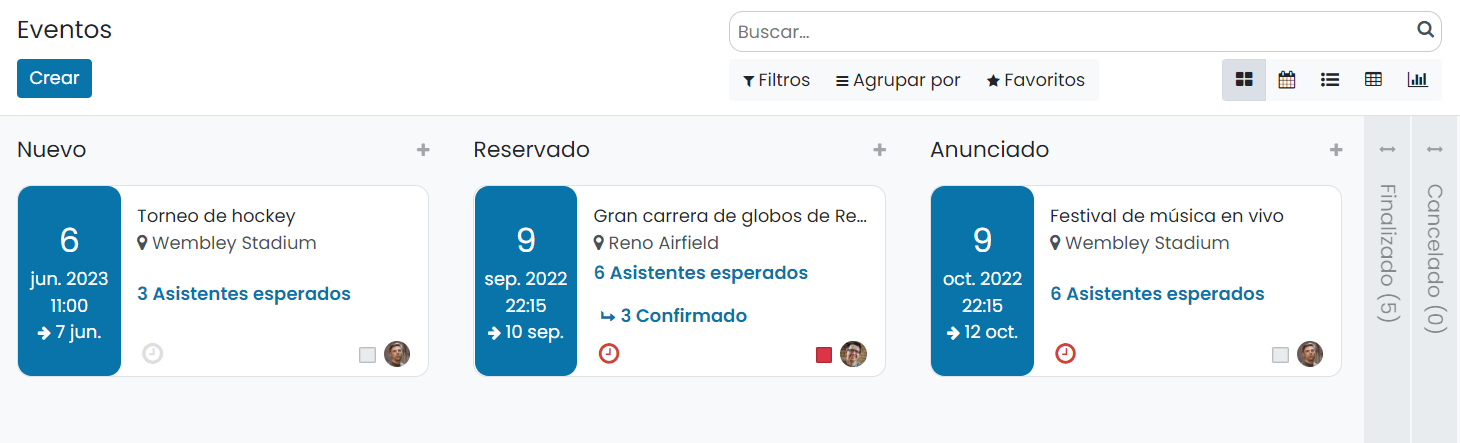 Eventos
Buscar...
Crear
Filtros
Agrupar por
Favoritos
Nuevo
6
jun. 2023
11:00
7 jun.
Torneo de hockey
Wembley Stadium
3 Asistentes esperados
Reservado
9
sep. 2022
22:15
10 sep.
Gran carrera de globos de Re...
Reno Airfield
6 Asistentes esperados
3 Confirmado
Anunciado
9
oct. 2022
22:15
12 oct.
Festival de música en vivo
Wembley Stadium
6 Asistentes esperados
Finalizado (5)
Cancelado (0)